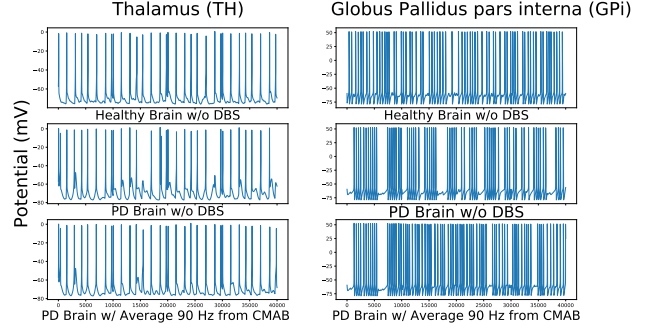 Thalamus (TH)
Globus Pallidus pars interna (GPi)
Potential (mV)
0
−20
−40
−60
50
25
0
−25
−50
−75
Healthy Brain w/o DBS
Healthy Brain w/o DBS
0
−20
−40
−60
−80
50
25
0
−25
−50
−75
PD Brain w/o DBS
PD Brain w/o DBS
0
−20
−40
−60
−80
50
25
0
−25
−50
−75
0 5000 10000 15000 20000 25000 30000 35000 40000
0 5000 10000 15000 20000 25000 30000 35000 40000
PD Brain w/ Average 90 Hz from CMAB
PD Brain w/ Average 90 Hz from CMAB